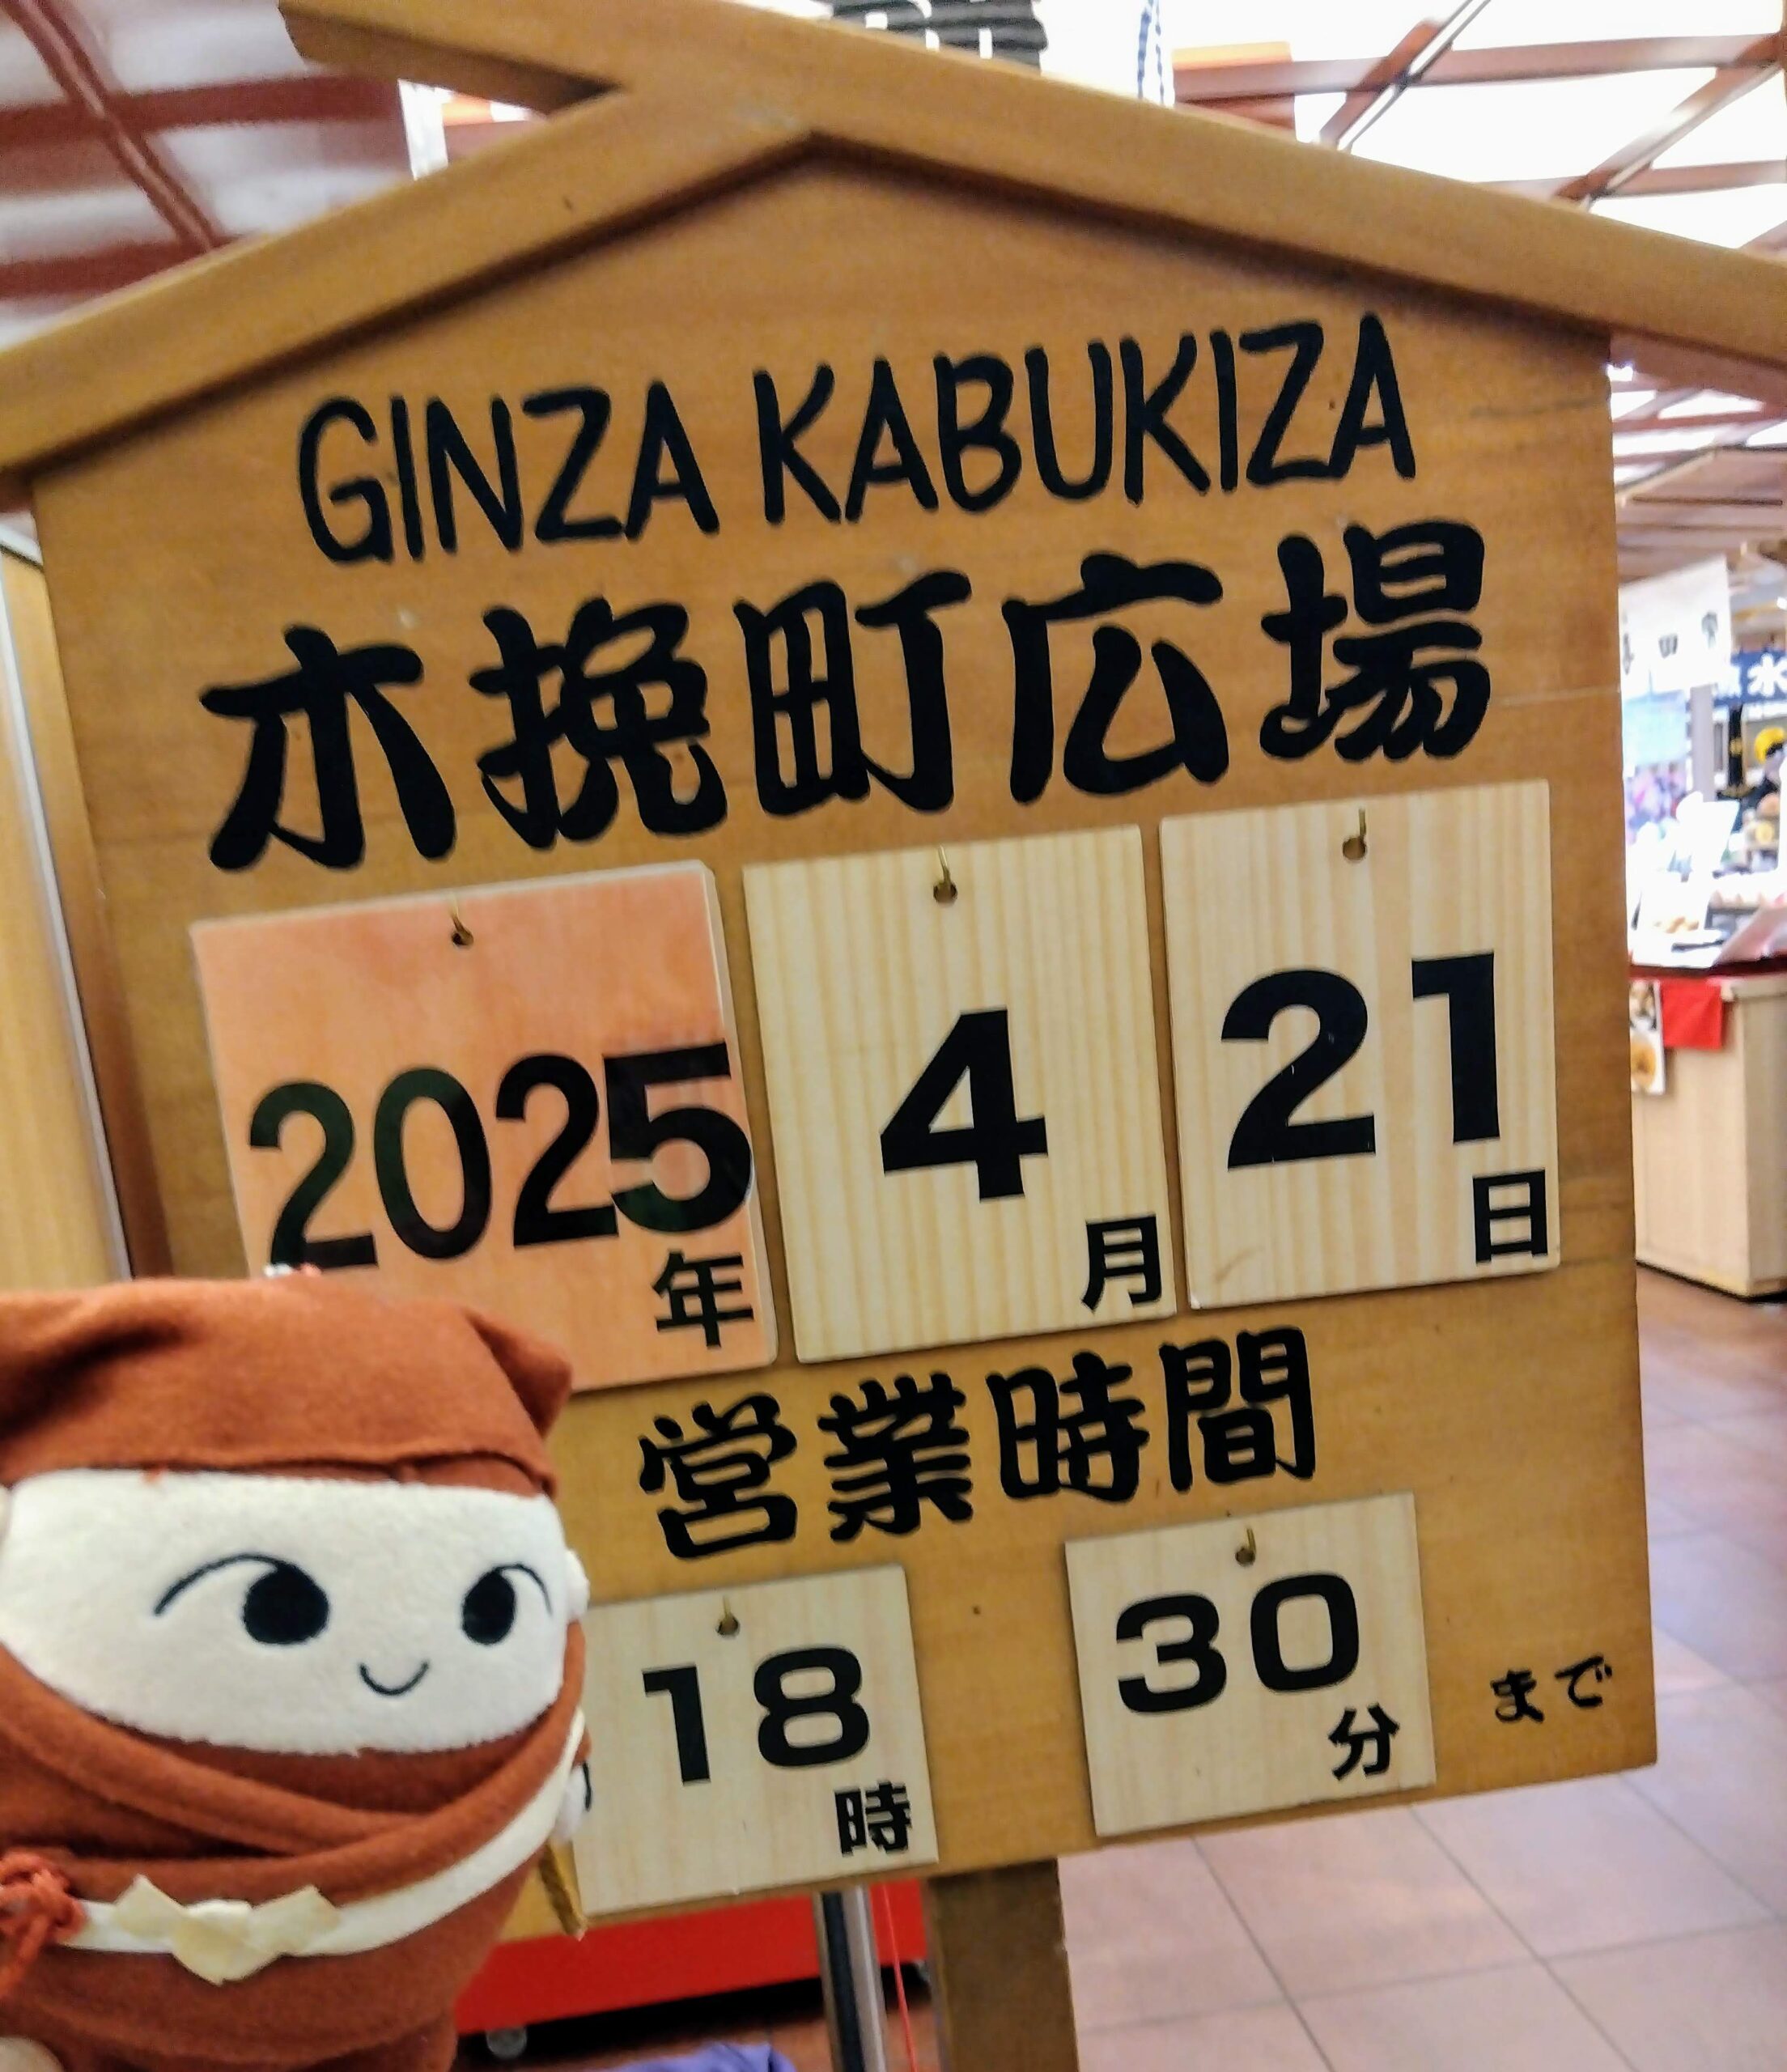 GINZA KABUKIZA
木挽町広場
2025年 4月 21日
営業時間
18時 30分 まで